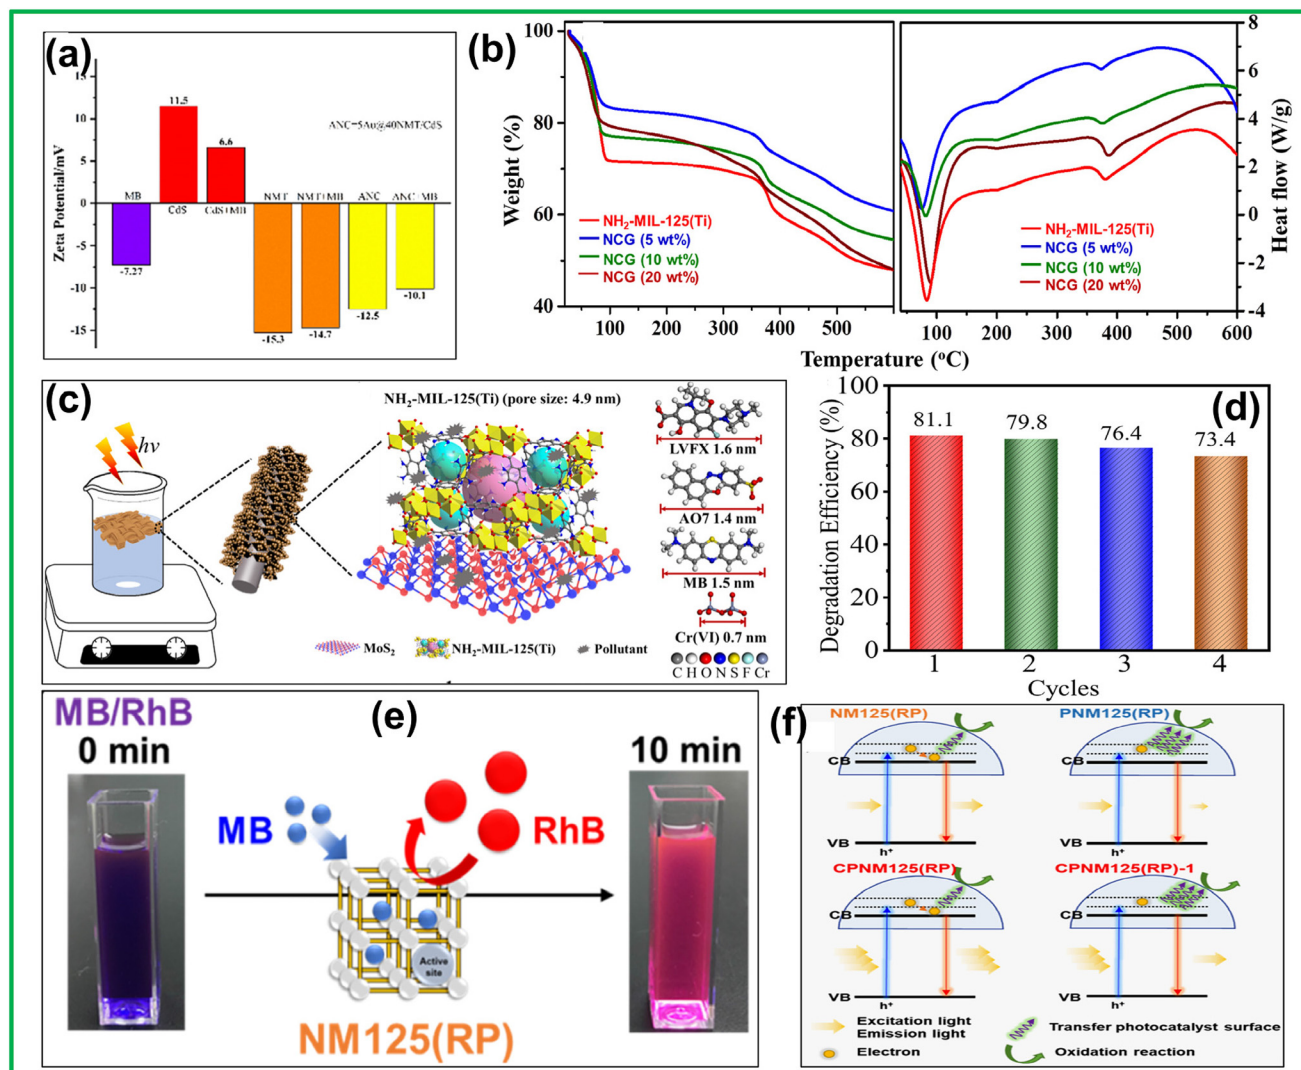 (a)
15
10
5
0
-5
-10
-15
Zeta Potential/mV
11.5
6.6
ANC=5Au@40NMT/CdS
MB
CdS
CdS+MB
NMT
NMT+MB
ANC
ANC+MB
-7.27
-15.3
-14.7
-12.5
-10.1
(b)
100
80
60
40
Weight (%)
NH₂-MIL-125(Ti)
NCG (5 wt%)
NCG (10 wt%)
NCG (20 wt%)
100 200 300 400 500
8
6
4
2
0
-2
-4
Heat flow (W/g)
NH₂-MIL-125(Ti)
NCG (5 wt%)
NCG (10 wt%)
NCG (20 wt%)
100 200 300 400 500 600
Temperature (°C)
(c)
hν
NH₂-MIL-125(Ti) (pore size: 4.9 nm)
LVFX 1.6 nm
AO7 1.4 nm
MB 1.5 nm
Cr(VI) 0.7 nm
MoS₂ NH₂-MIL-125(Ti) Pollutant
C H O N S F Cr
(d)
100
80
60
40
20
0
Degradation Efficiency (%)
81.1
79.8
76.4
73.4
1 2 3 4
Cycles
(e)
MB/RhB
0 min
10 min
MB
RhB
Active
site
NM125(RP)
(f)
NM125(RP)
CB
VB
h⁺
PNM125(RP)
CB
VB
h⁺
CPNM125(RP)
CB
VB
h⁺
CPNM125(RP)-1
CB
VB
h⁺
Excitation light
Emission light
Electron
Transfer photocatalyst surface
Oxidation reaction